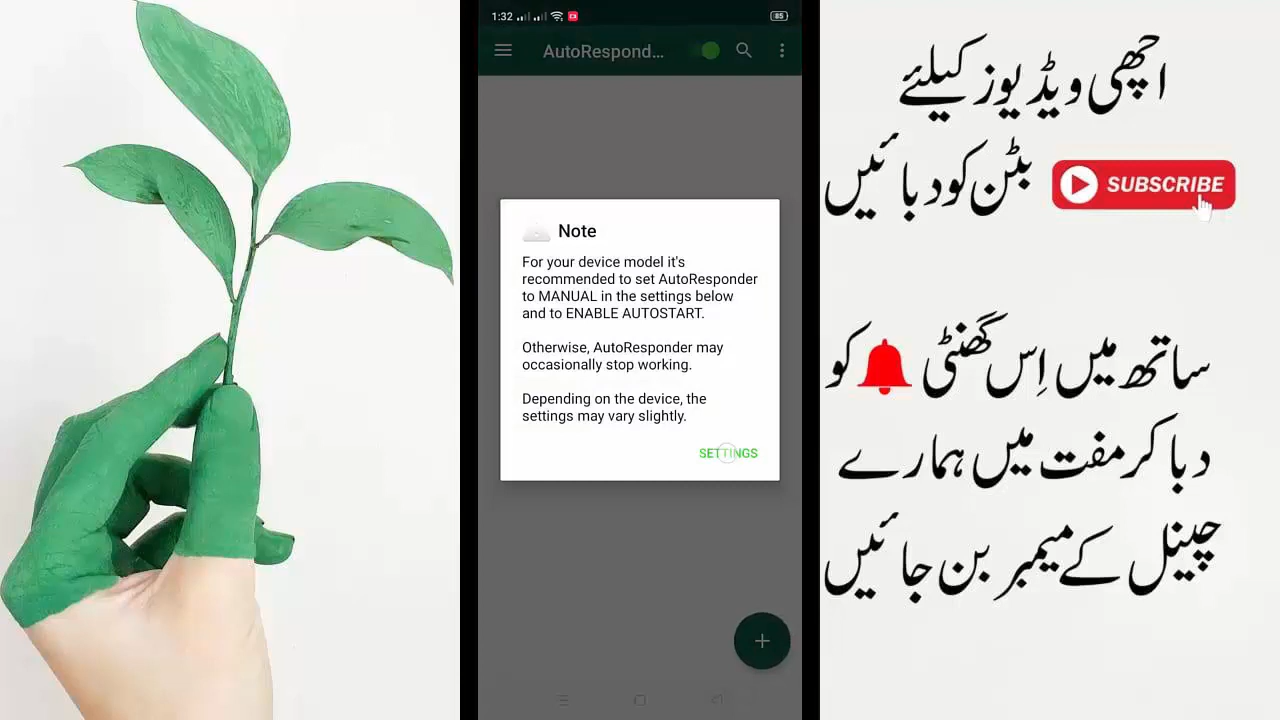 1:32
85
AutoRespond...
Note
For your device model it's
recommended to set AutoResponder
to MANUAL in the settings below
and to ENABLE AUTOSTART.
Otherwise, AutoResponder may
occasionally stop working.
Depending on the device, the
settings may vary slightly.
SETTINGS
اچھی ویڈیوز کیلئے
بٹن کو دبائیں
SUBSCRIBE
ساتھ میں اِس گھنٹی کو
دبا کر مفت میں ہمارے
چینل کے میمبر بن جائیں